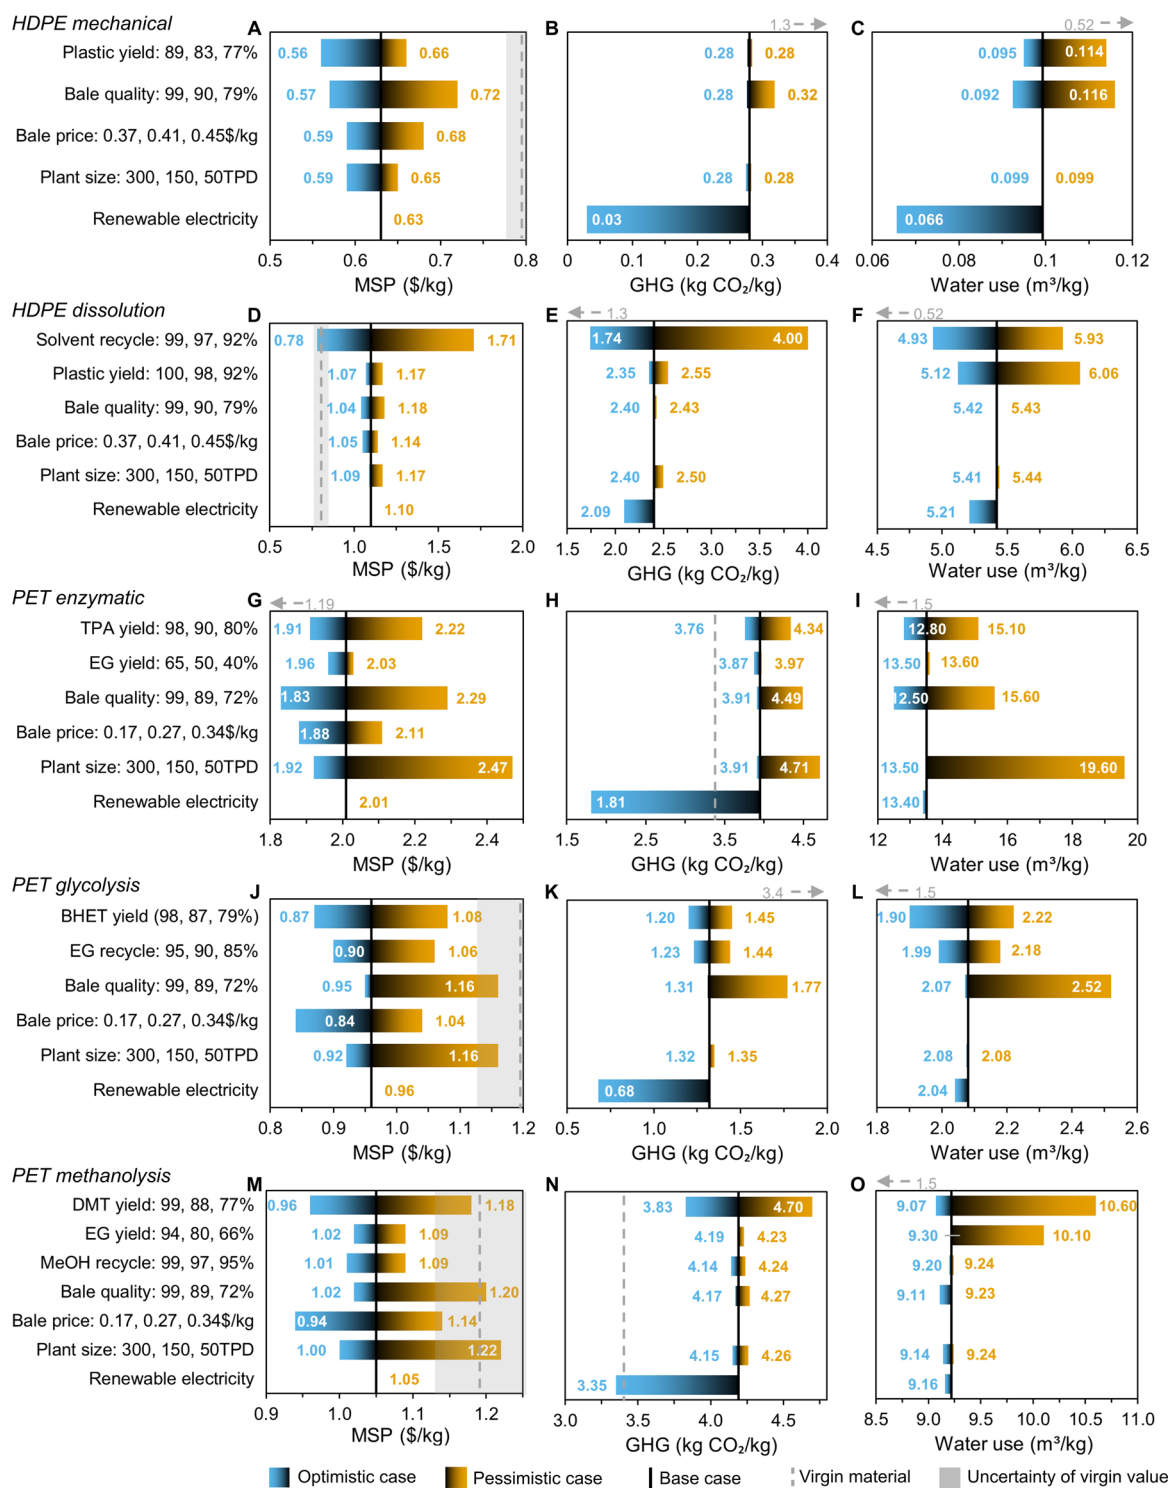 HDPE mechanical
A
B
1.3
C
0.52
Plastic yield: 89, 83, 77%
0.56
0.66
0.28
0.28
0.095
0.114
Bale quality: 99, 90, 79%
0.57
0.72
0.28
0.32
0.092
0.116
Bale price: 0.37, 0.41, 0.45$/kg
0.59
0.68
Plant size: 300, 150, 50TPD
0.59
0.65
0.28
0.28
0.099
0.099
Renewable electricity
0.63
0.03
0.066
0.5 0.6 0.7 0.8
0 0.1 0.2 0.3 0.4
0.06 0.08 0.1 0.12
MSP ($/kg)
GHG (kg CO₂/kg)
Water use (m³/kg)
HDPE dissolution
D
E
1.3
F
0.52
Solvent recycle: 99, 97, 92%
0.78
1.71
1.74
4.00
4.93
5.93
Plastic yield: 100, 98, 92%
1.07
1.17
2.35
2.55
5.12
6.06
Bale quality: 99, 90, 79%
1.04
1.18
2.40
2.43
5.42
5.43
Bale price: 0.37, 0.41, 0.45$/kg
1.05
1.14
Plant size: 300, 150, 50TPD
1.09
1.17
2.40
2.50
5.41
5.44
Renewable electricity
1.10
2.09
5.21
0.5 1.0 1.5 2.0
1.5 2.0 2.5 3.0 3.5 4.0
4.5 5.0 5.5 6.0 6.5
MSP ($/kg)
GHG (kg CO₂/kg)
Water use (m³/kg)
PET enzymatic
G
1.19
H
I
1.5
TPA yield: 98, 90, 80%
1.91
2.22
3.76
4.34
12.80
15.10
EG yield: 65, 50, 40%
1.96
2.03
3.87
3.97
13.50
13.60
Bale quality: 99, 89, 72%
1.83
2.29
3.91
4.49
12.50
15.60
Bale price: 0.17, 0.27, 0.34$/kg
1.88
2.11
Plant size: 300, 150, 50TPD
1.92
2.47
3.91
4.71
13.50
19.60
Renewable electricity
2.01
1.81
13.40
1.8 2.0 2.2 2.4
1.5 2.5 3.5 4.5
12 14 16 18 20
MSP ($/kg)
GHG (kg CO₂/kg)
Water use (m³/kg)
PET glycolysis
J
K
3.4
L
1.5
BHET yield (98, 87, 79%)
0.87
1.08
1.20
1.45
1.90
2.22
EG recycle: 95, 90, 85%
0.90
1.06
1.23
1.44
1.99
2.18
Bale quality: 99, 89, 72%
0.95
1.16
1.31
1.77
2.07
2.52
Bale price: 0.17, 0.27, 0.34$/kg
0.84
1.04
Plant size: 300, 150, 50TPD
0.92
1.16
1.32
1.35
2.08
2.08
Renewable electricity
0.96
0.68
2.04
0.8 0.9 1.0 1.1 1.2
0.5 1.0 1.5 2.0
1.8 2.0 2.2 2.4 2.6
MSP ($/kg)
GHG (kg CO₂/kg)
Water use (m³/kg)
PET methanolysis
M
N
O
1.5
DMT yield: 99, 88, 77%
0.96
1.18
3.83
4.70
9.07
10.60
EG yield: 94, 80, 66%
1.02
1.09
4.19
4.23
9.30
10.10
MeOH recycle: 99, 97, 95%
1.01
1.09
4.14
4.24
9.20
9.24
Bale quality: 99, 89, 72%
1.02
1.20
4.17
4.27
9.11
9.23
Bale price: 0.17, 0.27, 0.34$/kg
0.94
1.14
Plant size: 300, 150, 50TPD
1.00
1.22
4.15
4.26
9.14
9.24
Renewable electricity
1.05
3.35
9.16
0.9 1.0 1.1 1.2
3.0 3.5 4.0 4.5
8.5 9.0 9.5 10.0 10.5 11.0
MSP ($/kg)
GHG (kg CO₂/kg)
Water use (m³/kg)
Optimistic case
Pessimistic case
Base case
Virgin material
Uncertainty of virgin value